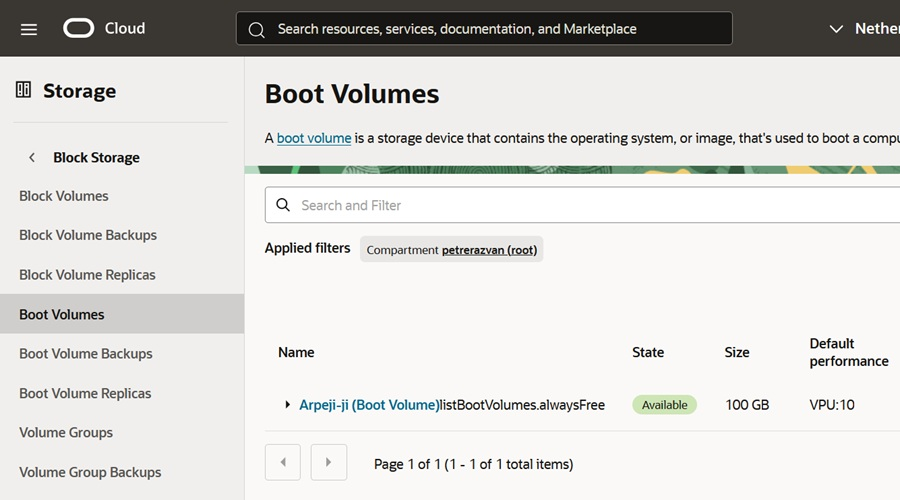 Cloud
Search resources, services, documentation, and Marketplace
Storage
Block Storage
Block Volumes
Block Volume Backups
Block Volume Replicas
Boot Volumes
Boot Volume Backups
Boot Volume Replicas
Volume Groups
Volume Group Backups
Boot Volumes
A boot volume is a storage device that contains the operating system, or image, that's used to boot a
Search and Filter
Applied filters Compartment petrerazvan (root)
Name State Size Default performance
Arpeji-ji (Boot Volume)listBootVolumes.alwaysFree Available 100 GB VPU:10
Page 1 of 1 (1 - 1 of 1 total items)